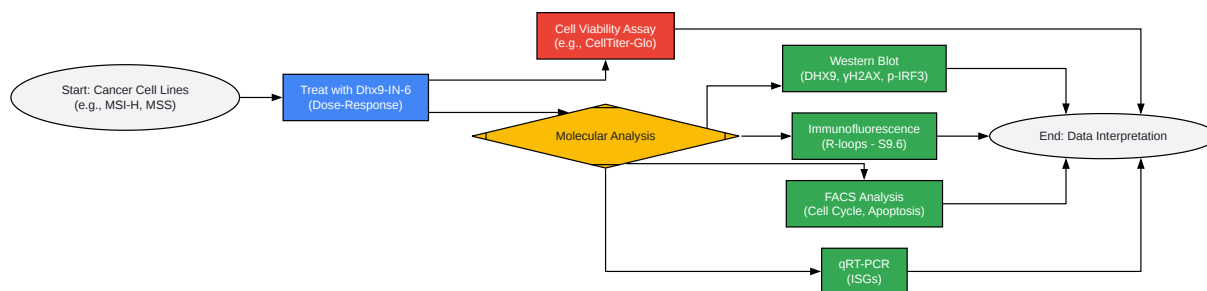 Start: Cancer Cell Lines
(e.g., MSI-H, MSS)
Treat with Dhx9-IN-6
(Dose-Response)
Cell Viability Assay
(e.g., CellTiter-Glo)
Molecular Analysis
Western Blot
(DHX9, γH2AX, p-IRF3)
Immunofluorescence
(R-loops - S9.6)
FACS Analysis
(Cell Cycle, Apoptosis)
qRT-PCR
(ISGs)
End: Data Interpretation